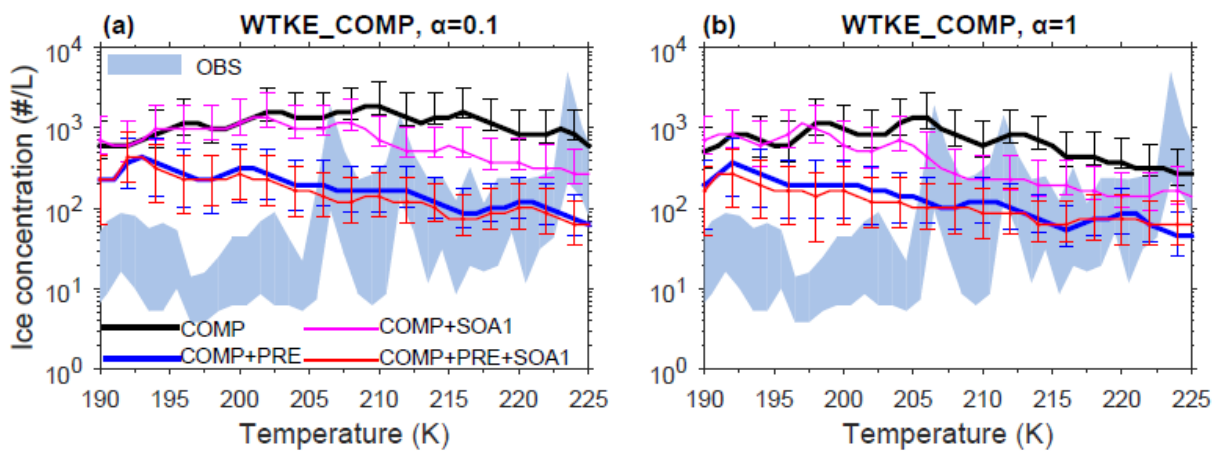 (a) WTKE_COMP, α=0.1
Ice concentration (#/L)
10⁴
10³
10²
10¹
10⁰
OBS
COMP
COMP+SOA1
COMP+PRE
COMP+PRE+SOA1
190 195 200 205 210 215 220 225
Temperature (K)
(b) WTKE_COMP, α=1
10⁴
10³
10²
10¹
10⁰
190 195 200 205 210 215 220 225
Temperature (K)